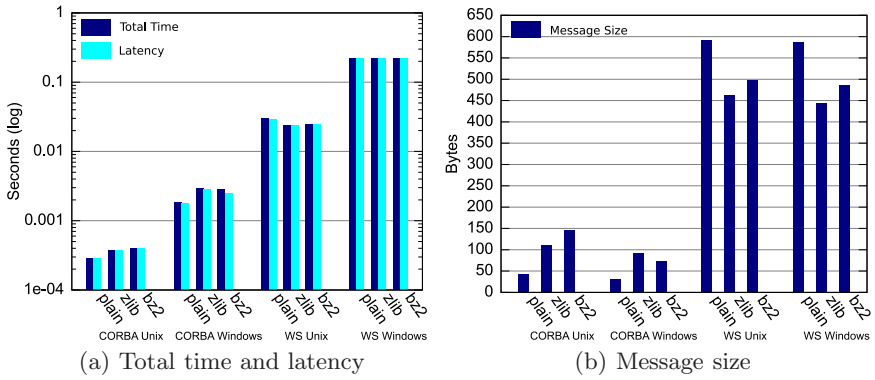 1
0.1
0.01
0.001
1e-04
Seconds (log)
Total Time
Latency
plain zlib bz2 plain zlib bz2 plain zlib bz2 plain zlib bz2
CORBA Unix CORBA Windows WS Unix WS Windows
(a) Total time and latency
650
600
550
500
450
400
350
300
250
200
150
100
50
0
Bytes
Message Size
plain zlib bz2 plain zlib bz2 plain zlib bz2 plain zlib bz2
CORBA Unix CORBA Windows WS Unix WS Windows
(b) Message size